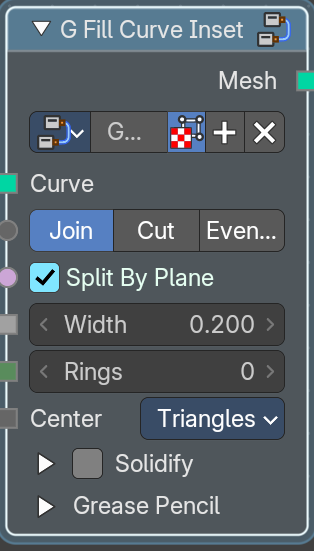 G Fill Curve Inset
Mesh
G...
Curve
Join Cut Even...
Split By Plane
Width 0.200
Rings 0
Center Triangles
Solidify
Grease Pencil